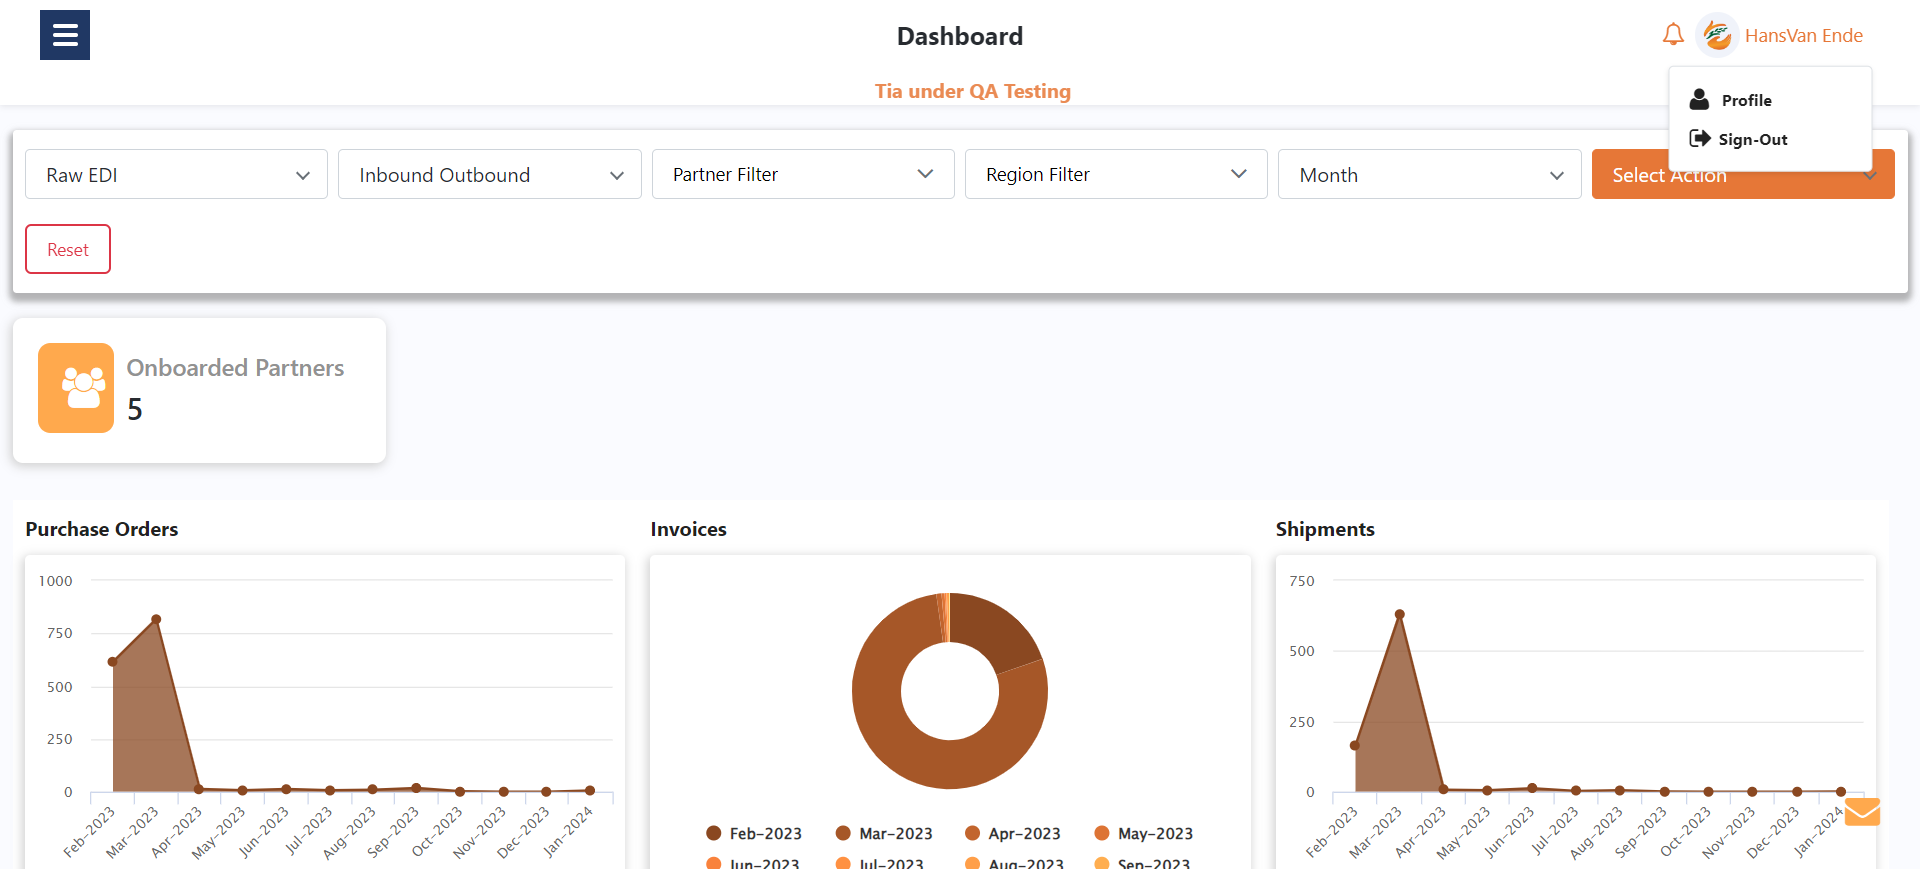 Dashboard
HansVan Ende
Tia under QA Testing
Profile
Sign-Out
Raw EDI
Inbound Outbound
Partner Filter
Region Filter
Month
Select Action
Reset
Onboarded Partners
5
Purchase Orders
1000
750
500
250
0
Feb-2023
Mar-2023
Apr-2023
May-2023
Jun-2023
Jul-2023
Aug-2023
Sep-2023
Oct-2023
Nov-2023
Dec-2023
Jan-2024
Invoices
Feb-2023
Mar-2023
Apr-2023
May-2023
Jun-2023
Jul-2023
Aug-2023
Sep-2023
Shipments
750
500
250
0
Feb-2023
Mar-2023
Apr-2023
May-2023
Jun-2023
Jul-2023
Aug-2023
Sep-2023
Oct-2023
Nov-2023
Dec-2023
Jan-2024